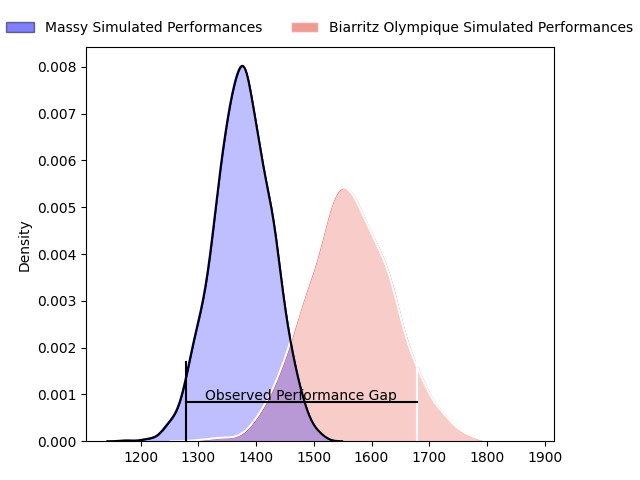 Massy Simulated Performances
Biarritz Olympique Simulated Performances
0.008
0.007
0.006
0.005
0.004
0.003
0.002
0.001
0.000
Density
Observed Performance Gap
1200 1300 1400 1500 1600 1700 1800 1900